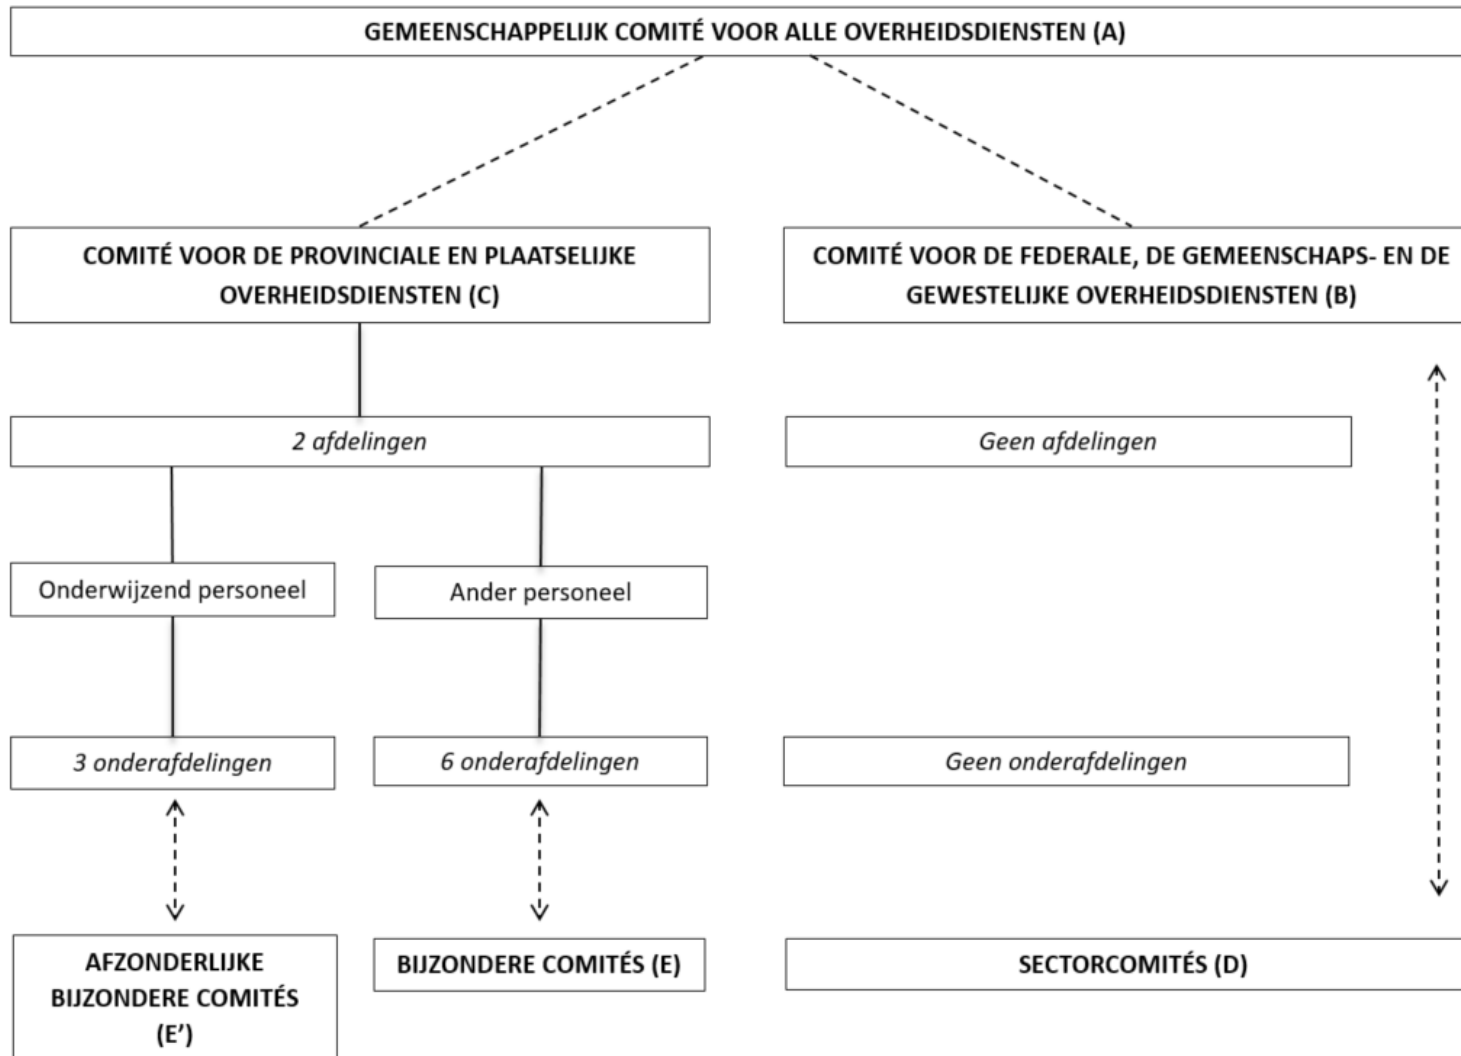 GEMEENSCHAPPELIJK COMITÉ VOOR ALLE OVERHEIDSDIENSTEN (A)
COMITÉ VOOR DE PROVINCIALE EN PLAATSELIJKE
OVERHEIDSDIENSTEN (C)
COMITÉ VOOR DE FEDERALE, DE GEMEENSCHAPS- EN DE
GEWESTELIJKE OVERHEIDSDIENSTEN (B)
2 afdelingen
Geen afdelingen
Onderwijzend personeel
Ander personeel
3 onderafdelingen
6 onderafdelingen
Geen onderafdelingen
AFZONDERLIJKE
BIJZONDERE COMITÉS
(E’)
BIJZONDERE COMITÉS (E)
SECTORCOMITÉS (D)